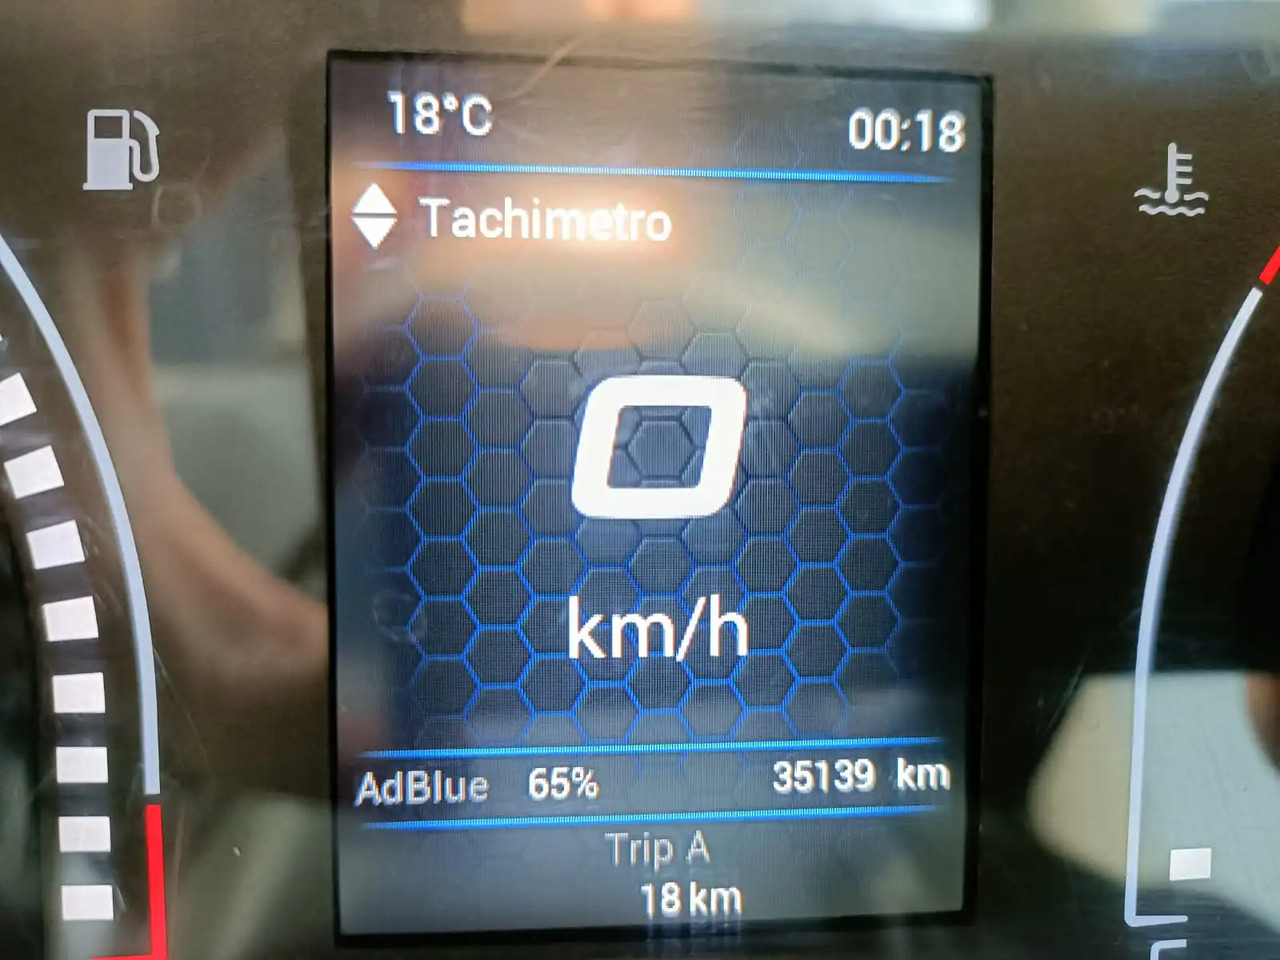 18°C 00:18
Tachimetro
0
km/h
AdBlue 65% 35139 km
Trip A
18 km